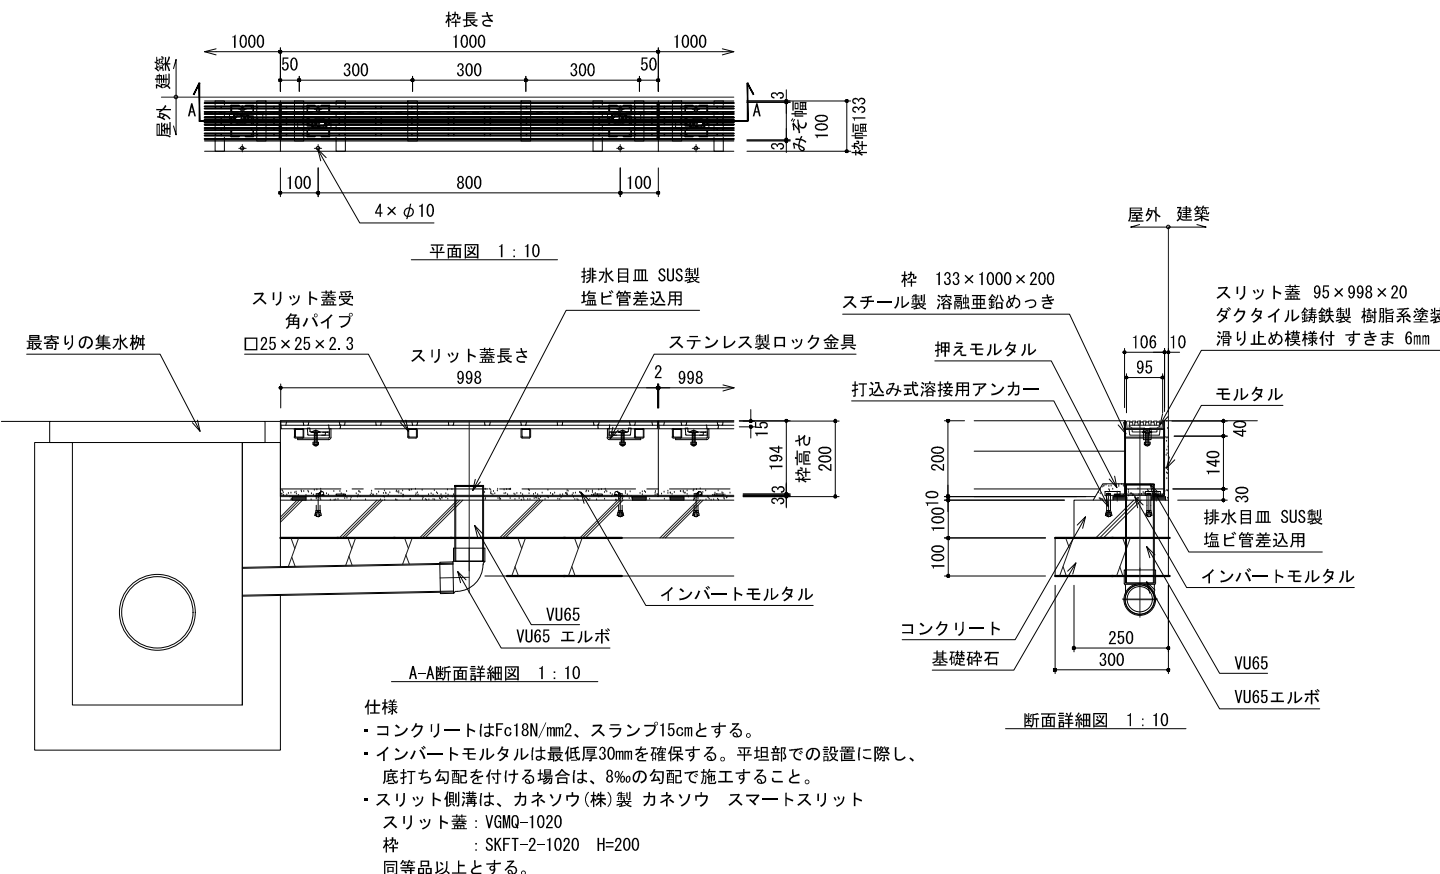 枠長さ
1000
1000
1000
50
300
300
300
50
建築
屋外
A
A
3
みぞ幅
100
3
枠幅133
100
800
100
4×φ10
平面図 1:10
排水目皿 SUS製
塩ビ管差込用
スリット蓋受
角パイプ
□25×25×2.3
最寄りの集水桝
スリット蓋長さ
998
2
998
ステンレス製ロック金具
15
194
33
枠高さ
200
インバートモルタル
VU65
VU65 エルボ
A-A断面詳細図 1:10
屋外 建築
枠 133×1000×200
スチール製 溶融亜鉛めっき
スリット蓋 95×998×20
ダクタイル鋳鉄製 樹脂系塗装
滑り止め模様付 すきま 6mm
106
10
95
押えモルタル
打込み式溶接用アンカー
モルタル
200
10
100
100
40
140
30
排水目皿 SUS製
塩ビ管差込用
インバートモルタル
コンクリート
基礎砕石
250
300
VU65
VU65エルボ
断面詳細図 1:10
仕様
・コンクリートはFc18N/mm2、スランプ15cmとする。
・インバートモルタルは最低厚30mmを確保する。平坦部での設置に際し、
底打ち勾配を付ける場合は、8‰の勾配で施工すること。
・スリット側溝は、カネソウ(株)製 カネソウ スマートスリット
スリット蓋:VGMQ-1020
枠 :SKFT-2-1020 H=200
同等品以上とする。